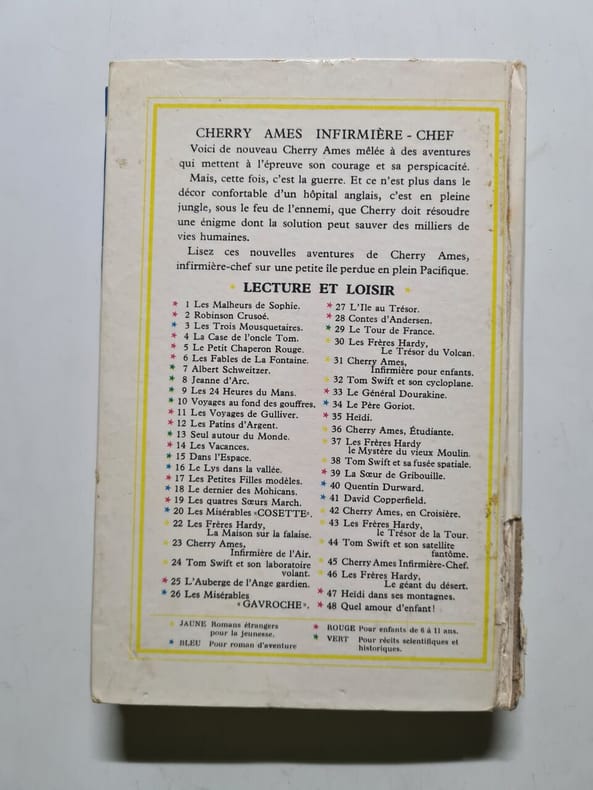 CHERRY AMES INFIRMIÈRE - CHEF
Voici de nouveau Cherry Ames mêlée à des aventures
qui mettent à l'épreuve son courage et sa perspicacité.
Mais, cette fois, c'est la guerre. Et ce n'est plus dans le
décor confortable d'un hôpital anglais, c'est en pleine
jungle, sous le feu de l'ennemi, que Cherry doit résoudre
une énigme dont la solution peut sauver des milliers de
vies humaines.
Lisez ces nouvelles aventures de Cherry Ames,
infirmière-chef sur une petite île perdue en plein Pacifique.
* LECTURE ET LOISIR *
* 1 Les Malheurs de Sophie.
* 2 Robinson Crusoé.
* 3 Les Trois Mousquetaires.
* 4 La Case de l'oncle Tom.
* 5 Le Petit Chaperon Rouge.
* 6 Les Fables de La Fontaine.
* 7 Albert Schweitzer.
* 8 Jeanne d'Arc.
* 9 Les 24 Heures du Mans.
* 10 Voyages au fond des gouffres.
* 11 Les Voyages de Gulliver.
* 12 Les Patins d'Argent.
* 13 Seul autour du Monde.
* 14 Les Vacances.
* 15 Dans l'Espace.
* 16 Le Lys dans la vallée.
* 17 Les Petites Filles modèles.
* 18 Le dernier des Mohicans.
* 19 Les quatre Sœurs March.
* 20 Les Misérables «COSETTE».
* 22 Les Frères Hardy,
La Maison sur la falaise.
* 23 Cherry Ames,
Infirmière de l'Air.
* 24 Tom Swift et son laboratoire
volant.
* 25 L'Auberge de l'Ange gardien.
* 26 Les Misérables
« GAVROCHE ».
* 27 L'Ile au Trésor.
* 28 Contes d'Andersen.
* 29 Le Tour de France.
* 30 Les Frères Hardy,
Le Trésor du Volcan.
* 31 Cherry Ames,
Infirmière pour enfants.
* 32 Tom Swift et son cycloplane.
* 33 Le Général Dourakine.
* 34 Le Père Goriot.
* 35 Heïdi.
* 36 Cherry Ames, Étudiante.
* 37 Les Frères Hardy
le Mystère du vieux Moulin.
* 38 Tom Swift et sa fusée spatiale.
* 39 La Sœur de Gribouille.
* 40 Quentin Durward.
* 41 David Copperfield.
* 42 Cherry Ames, en Croisière.
* 43 Les Frères Hardy,
le Trésor de la Tour.
* 44 Tom Swift et son satellite
fantôme.
* 45 Cherry Ames Infirmière-Chef.
* 46 Les Frères Hardy,
Le géant du désert.
* 47 Heïdi dans ses montagnes.
* 48 Quel amour d'enfant!
* JAUNE Romans étrangers
pour la jeunesse.
* BLEU Pour roman d'aventure
* ROUGE Pour enfants de 6 à 11 ans.
* VERT Pour récits scientifiques et
historiques.